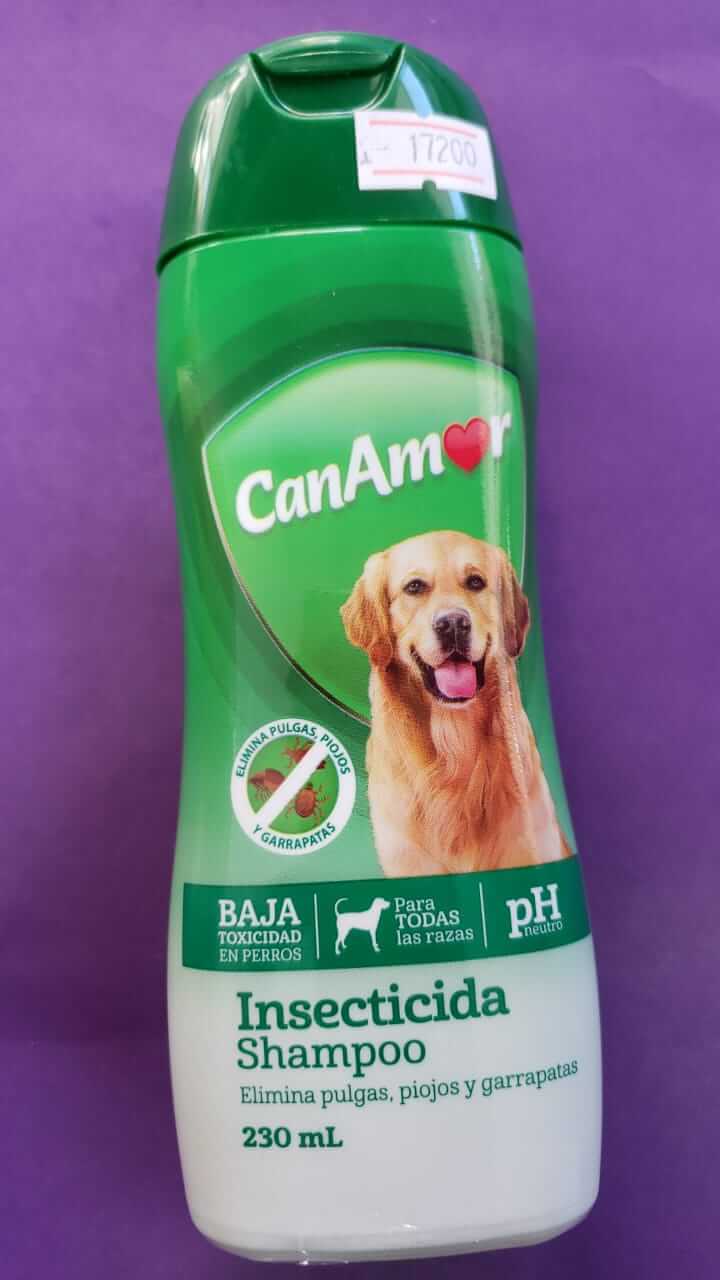 17200
CanAmor
ELIMINA PULGAS, PIOJOS
Y GARRAPATAS
BAJA
TOXICIDAD
EN PERROS
Para
TODAS
las razas
pH
neutro
Insecticida
Shampoo
Elimina pulgas, piojos y garrapatas
230 mL